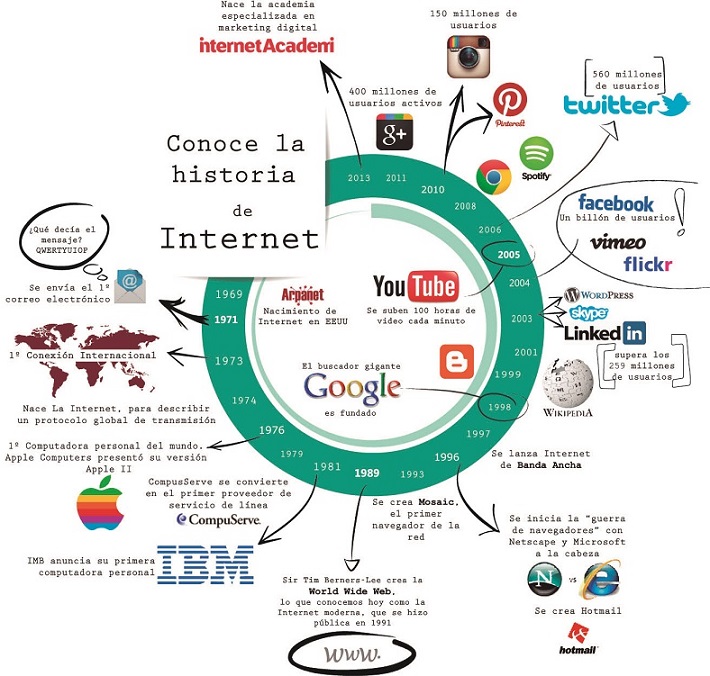 Conoce la
historia
de
Internet
Nace la academia
especializada en
marketing digital
internetAcademi
400 millones de
usuarios activos
g+
150 millones de
usuarios
Pinterest
Spotify
560 millones
de usuarios
twitter
facebook
Un billón de usuarios
vimeo
flickr
WORDPRESS
skype
Linked in
supera los
259 millones
de usuarios
WIKIPEDIA
Se lanza Internet
de Banda Ancha
Se inicia la “guerra
de navegadores” con
Netscape y Microsoft
a la cabeza
N vs e
Se crea Hotmail
hotmail
Se crea Mosaic,
el primer
navegador de la
red
Sir Tim Berners-Lee crea la
World Wide Web,
lo que conocemos hoy como la
Internet moderna, que se hizo
pública en 1991
www.
IMB anuncia su primera
computadora personal
IBM
CompusServe se convierte
en el primer proveedor de
servicio de línea
CompuServe.
1º Computadora personal del mundo.
Apple Computers presentó su versión
Apple II
Nace La Internet, para describir
un protocolo global de transmisión
1º Conexión Internacional
Se envía el 1º
correo electrónico
@
¿Qué decía el
mensaje?
QWERTYUIOP
Arpanet
Nacimiento de
Internet en EEUU
YouTube
Se suben 100 horas de
vídeo cada minuto
El buscador gigante
Google
es fundado
1969
1971
1973
1974
1976
1979
1981
1989
1993
1996
1997
1998
1999
2001
2003
2004
2005
2006
2008
2010
2011
2013